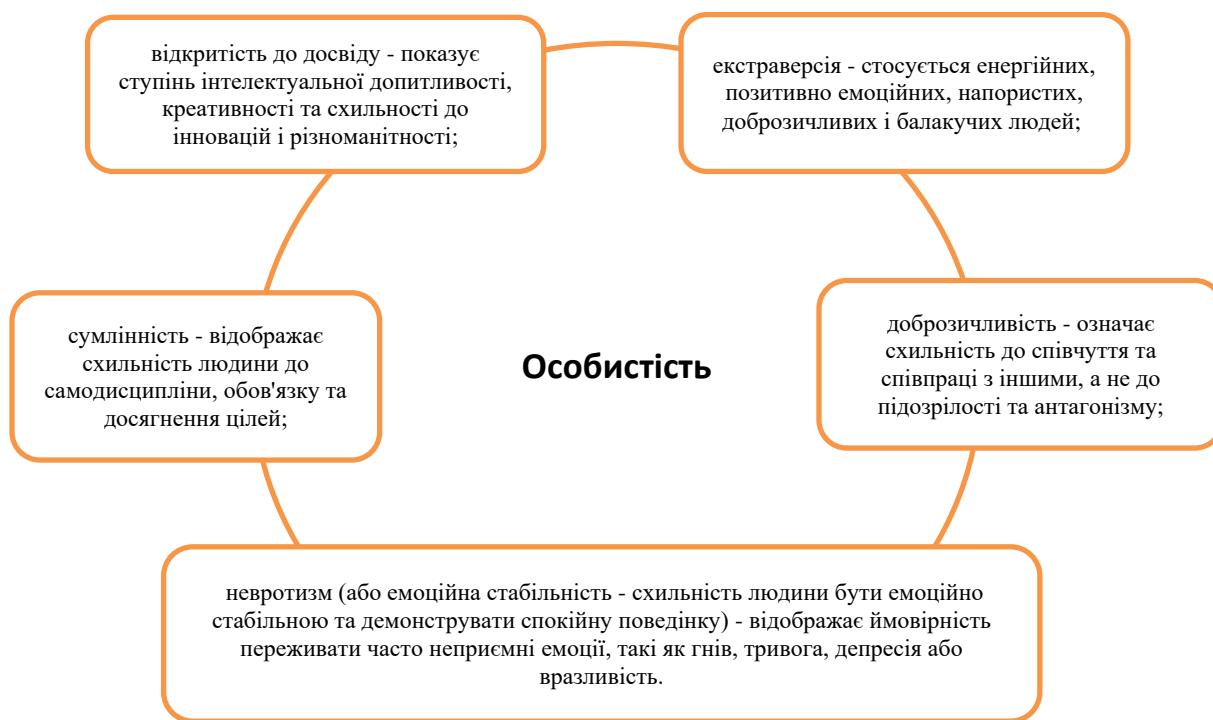 відкритість до досвіду - показує
ступінь інтелектуальної допитливості,
креативності та схильності до
інновацій і різноманітності;
екстраверсія - стосується енергійних,
позитивно емоційних, напористих,
доброзичливих і балакучих людей;
сумлінність - відображає
схильність людини до
самодисципліни, обов'язку та
досягнення цілей;
Особистість
доброзичливість - означає
схильність до співчуття та
співпраці з іншими, а не до
підозрілості та антагонізму;
невротизм (або емоційна стабільність - схильність людини бути емоційно
стабільною та демонструвати спокійну поведінку) - відображає ймовірність
переживати часто неприємні емоції, такі як гнів, тривога, депресія або
вразливість.